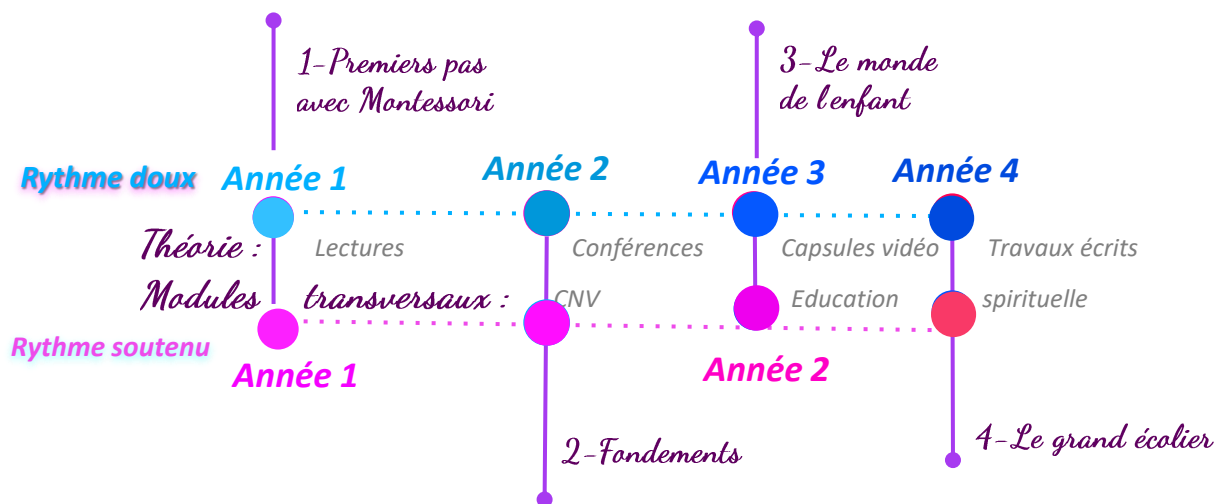 1-Premiers pas
avec Montessori
3-Le monde
de l'enfant
Rythme doux Année 1 Année 2 Année 3 Année 4
Théorie : Lectures Conférences Capsules vidéo Travaux écrits
Modules transversaux : CNV Education spirituelle
Rythme soutenu
Année 1 Année 2
2-Fondements
4-Le grand écolier